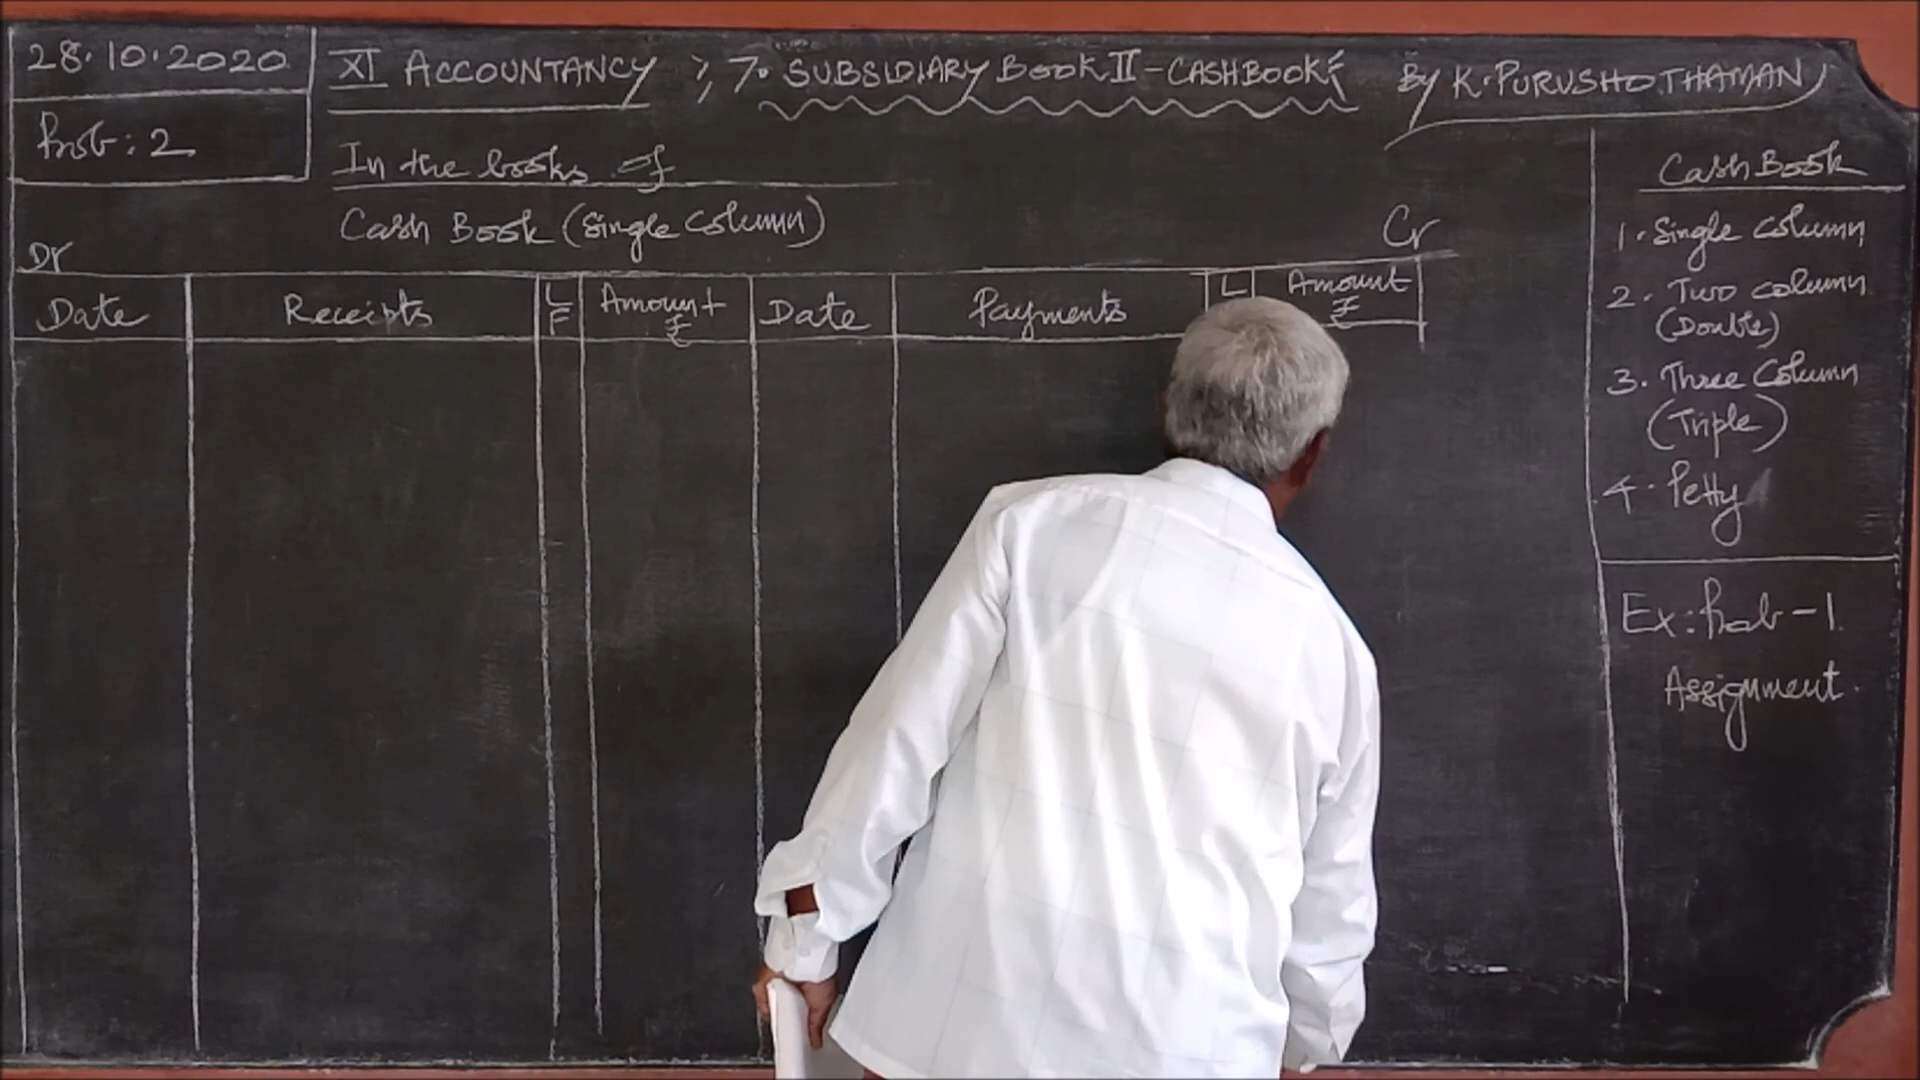 28.10.2020
XI ACCOUNTANCY ; 7. SUBSIDIARY BOOK II - CASHBOOK By K. PURUSHOTHAMAN
Prob: 2
In the books of
Cash Book (Single Column)
Dr
Cr
Date Receipts L F Amount ₹ Date Payments L Amount ₹
Cash Book
1. Single Column
2. Two column
(Double)
3. Three Column
(Triple)
4. Petty
Ex: Prob - 1.
Assignment.